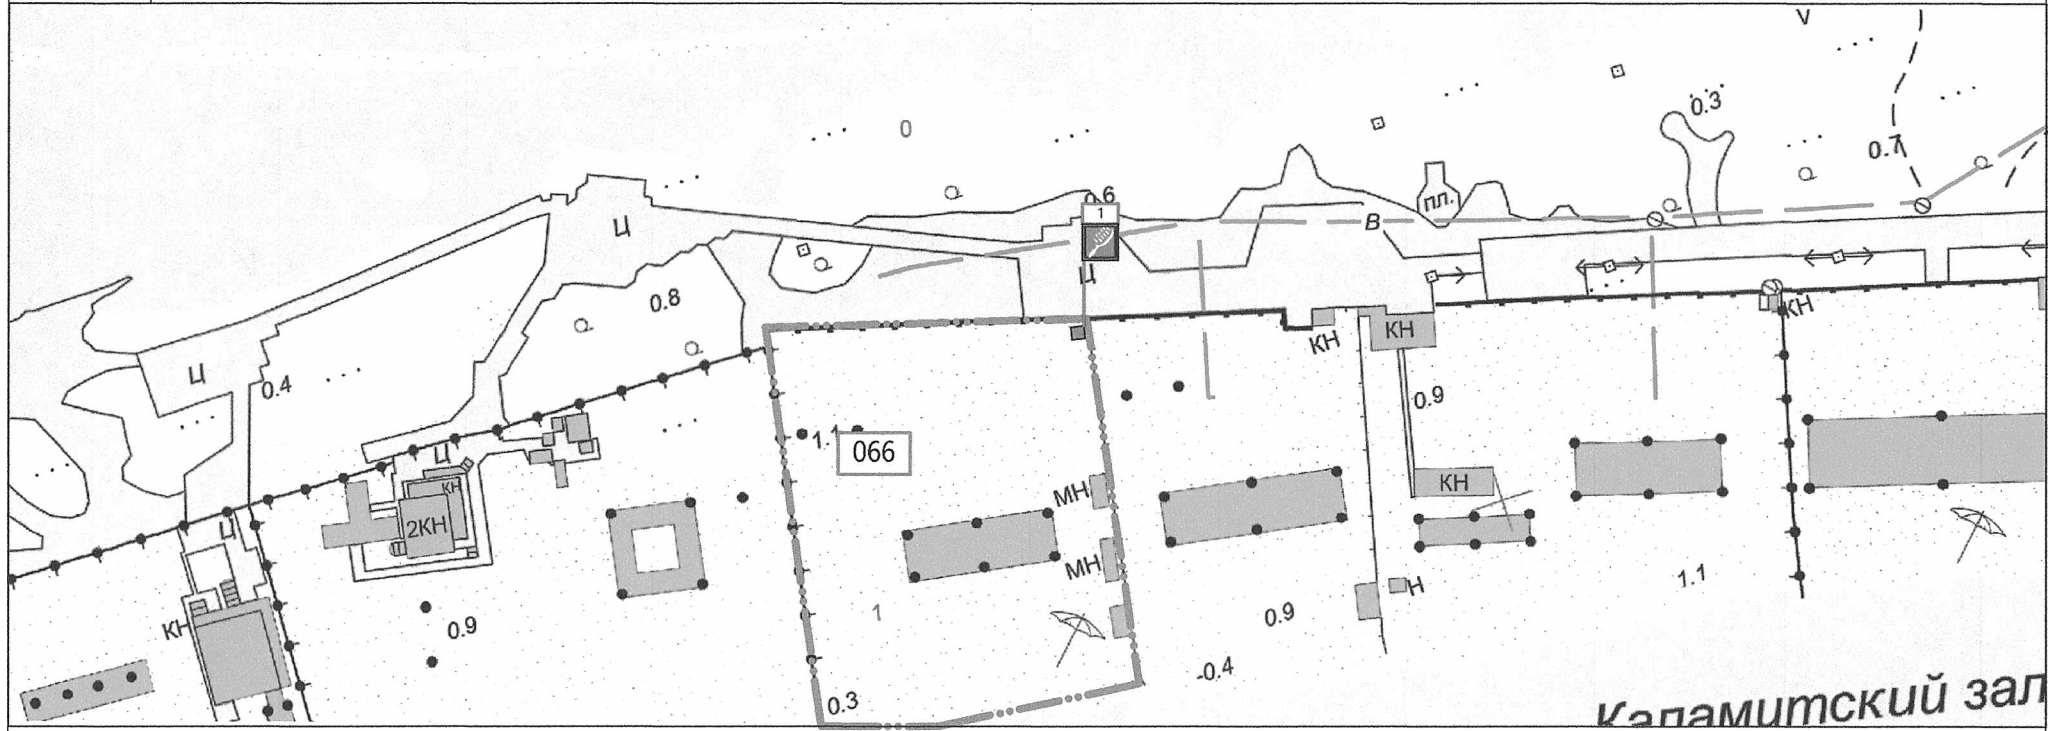 V
0.3
0
0.7
0.6
1
пл.
В
Ц
Ц
0.8
КН
КН
КН
Ц
0.4
0.9
1.1
066
Ц
КН
2КН
МН
КН
Ц
МН
Н
1.1
КН
0.9
1
0.9
-0.4
0.3
Каламитский зал